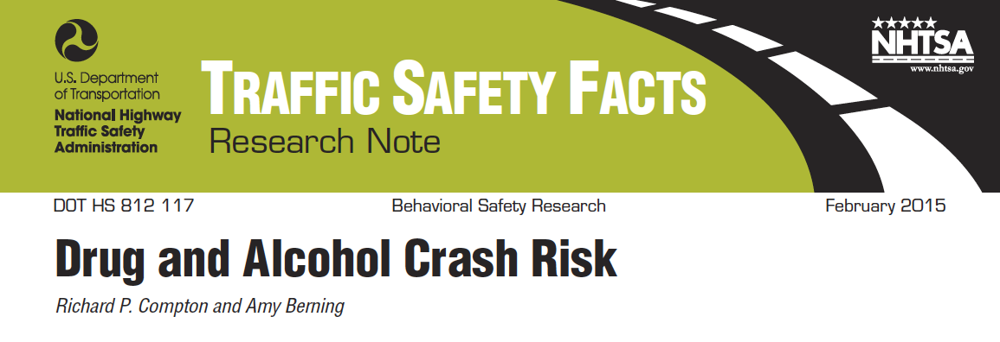 U.S. Department
of Transportation
National Highway
Traffic Safety
Administration
TRAFFIC SAFETY FACTS
Research Note
NHTSA
www.nhtsa.gov
DOT HS 812 117
Behavioral Safety Research
February 2015
Drug and Alcohol Crash Risk
Richard P. Compton and Amy Berning